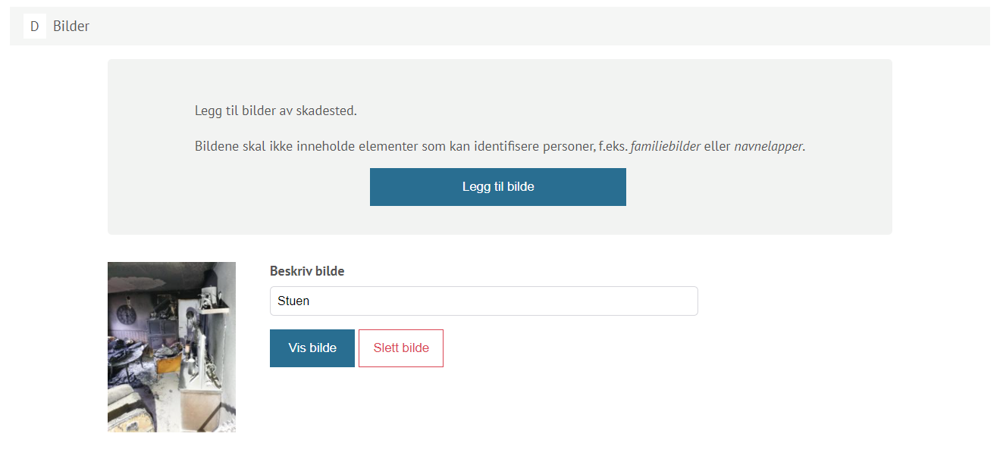 D Bilder
Legg til bilder av skadested.
Bildene skal ikke inneholde elementer som kan identifisere personer, f.eks. familiebilder eller navnelapper.
Legg til bilde
Beskriv bilde
Stuen
Vis bilde Slett bilde